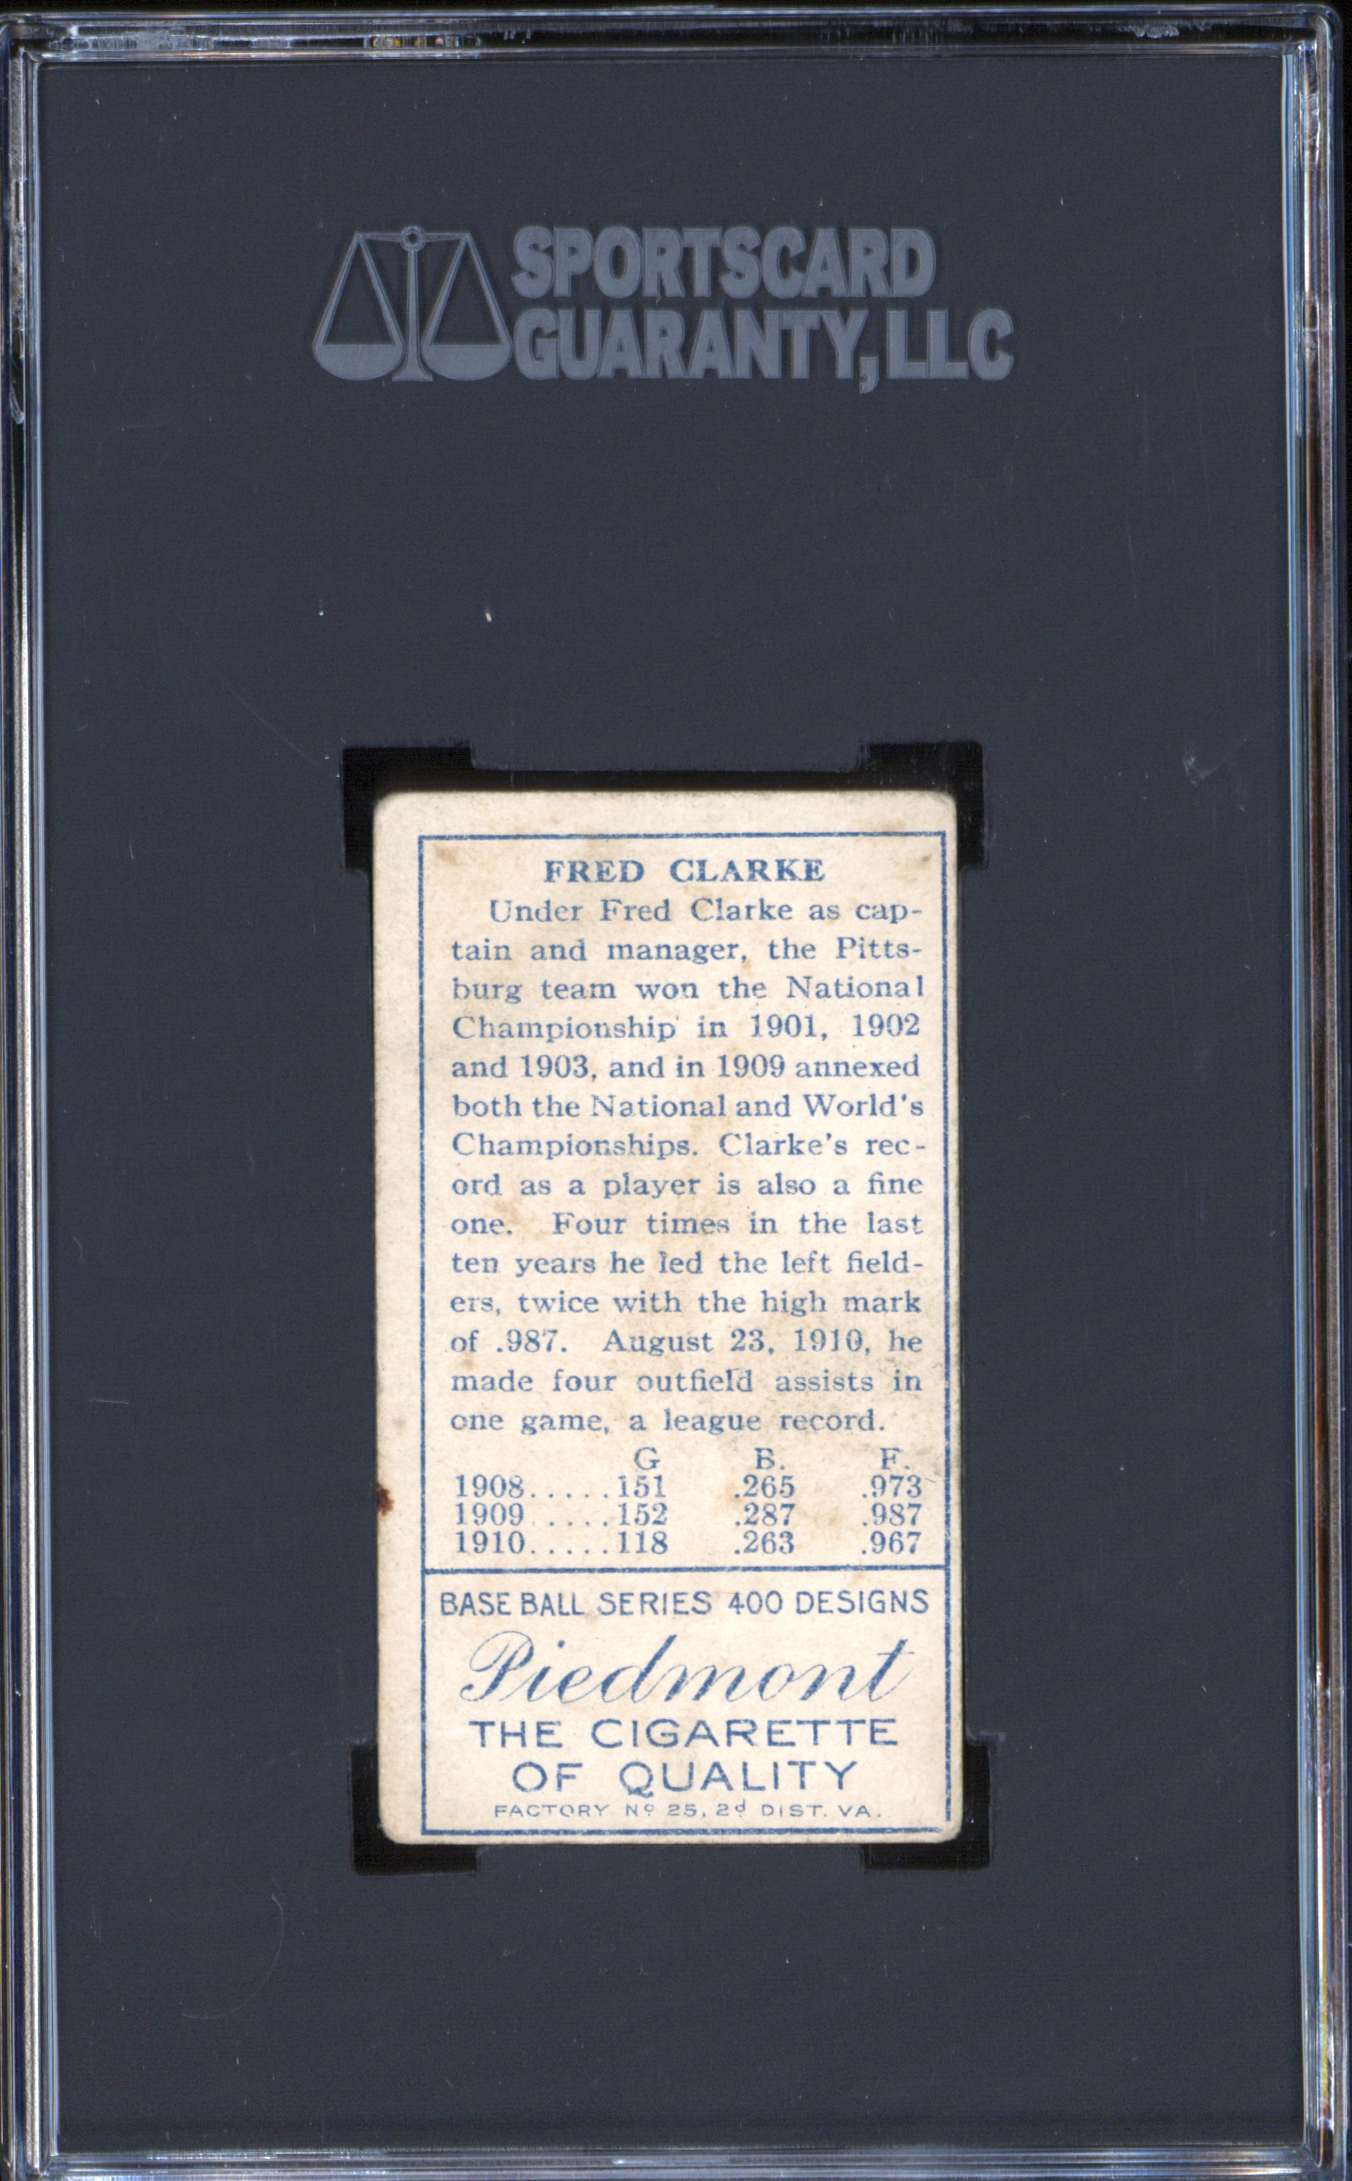 SPORTSCARD
GUARANTY, LLC
FRED CLARKE
Under Fred Clarke as cap-
tain and manager, the Pitts-
burg team won the National
Championship in 1901, 1902
and 1903, and in 1909 annexed
both the National and World's
Championships. Clarke's rec-
ord as a player is also a fine
one. Four times in the last
ten years he led the left field-
ers, twice with the high mark
of .987. August 23, 1910, he
made four outfield assists in
one game, a league record.
G B. F.
1908.....151 .265 .973
1909.....152 .287 .987
1910.....118 .263 .967
BASE BALL SERIES 400 DESIGNS
Piedmont
THE CIGARETTE
OF QUALITY
FACTORY Nº 25, 2d DIST. VA.